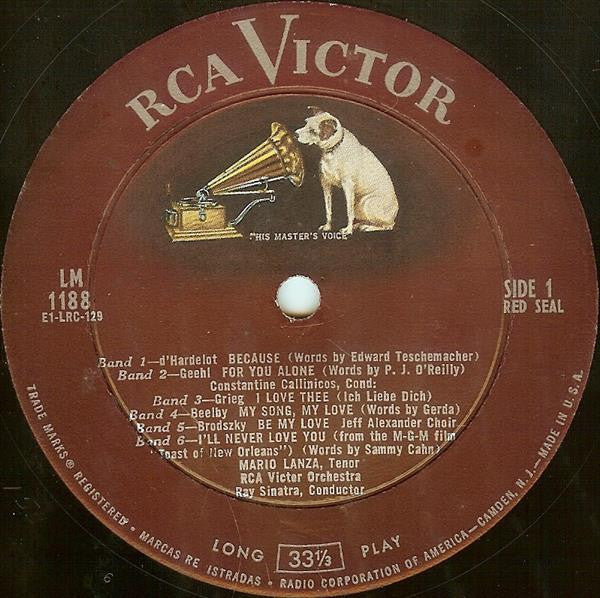 RCA VICTOR
"HIS MASTER'S VOICE"
LM
1188
E1-LRC-129
SIDE 1
RED SEAL
Band 1—d'Hardelot BECAUSE (Words by Edward Teschemacher)
Band 2—Geehl FOR YOU ALONE (Words by P. J. O'Reilly)
Constantine Callinicos, Cond:
Band 3—Grieg I LOVE THEE (Ich Liebe Dich)
Band 4—Beelby MY SONG, MY LOVE (Words by Gerda)
Band 5—Brodszky BE MY LOVE Jeff Alexander Choir
Band 6—I'LL NEVER LOVE YOU (from the M-G-M film
"Toast of New Orleans") (Words by Sammy Cahn)
MARIO LANZA, Tenor
RCA Victor Orchestra
Ray Sinatra, Conductor
LONG 33⅓ PLAY
TRADE MARKS ® REGISTERED • MARCAS REGISTRADAS • RADIO CORPORATION OF AMERICA—CAMDEN, N. J.—MADE IN U.S.A.
6